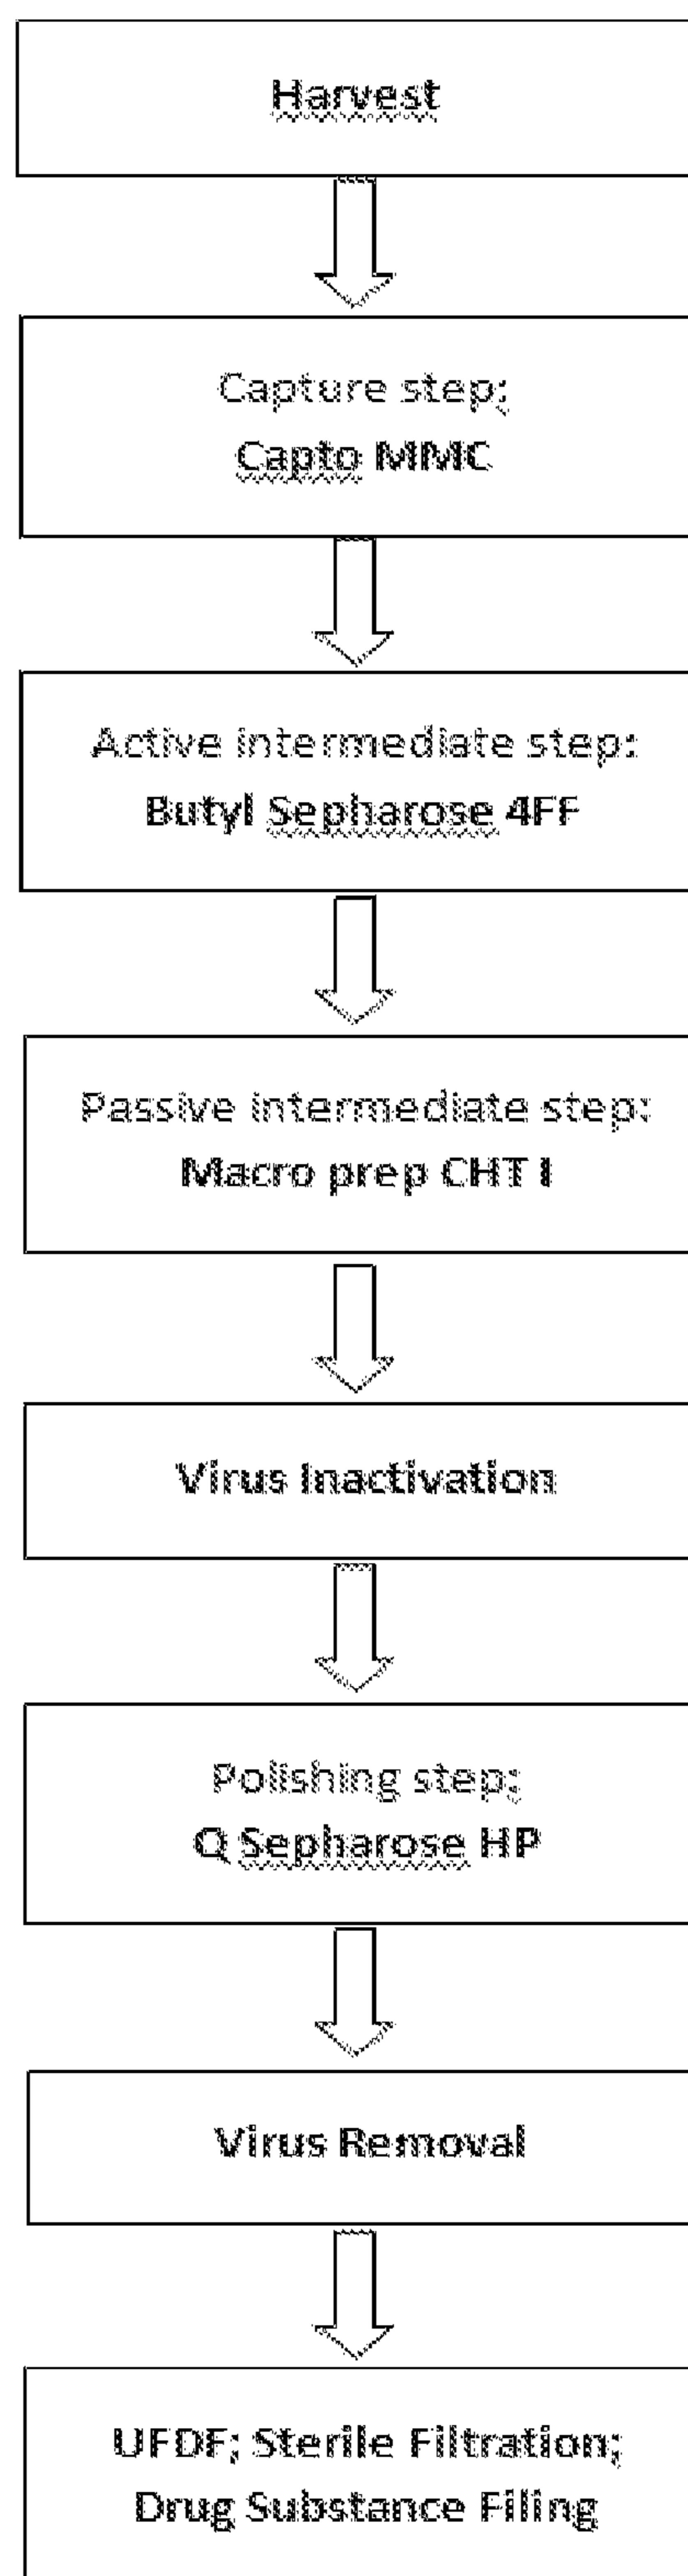 Harvest
Capture step;
Capto MMC
Active intermediate step:
Butyl Sepharose 4FF
Passive intermediate step:
Macro prep CHT I
Virus Inactivation
Polishing step;
Q Sepharose HP
Virus Removal
UFDF; Sterile Filtration;
Drug Substance Filing